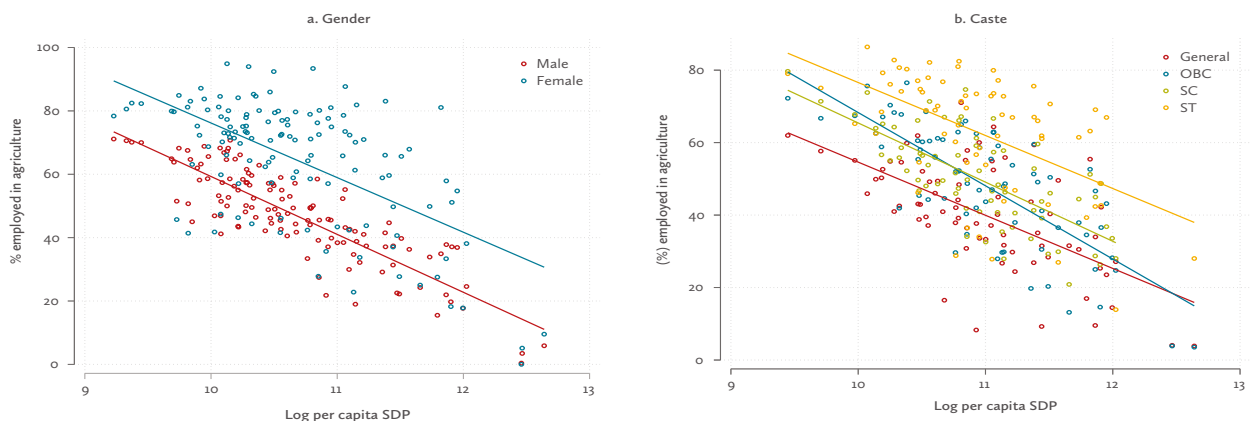 a. Gender
% employed in agriculture
100
80
60
40
20
0
Male
Female
9
10
11
12
13
Log per capita SDP
b. Caste
(%) employed in agriculture
80
60
40
20
0
General
OBC
SC
ST
9
10
11
12
13
Log per capita SDP